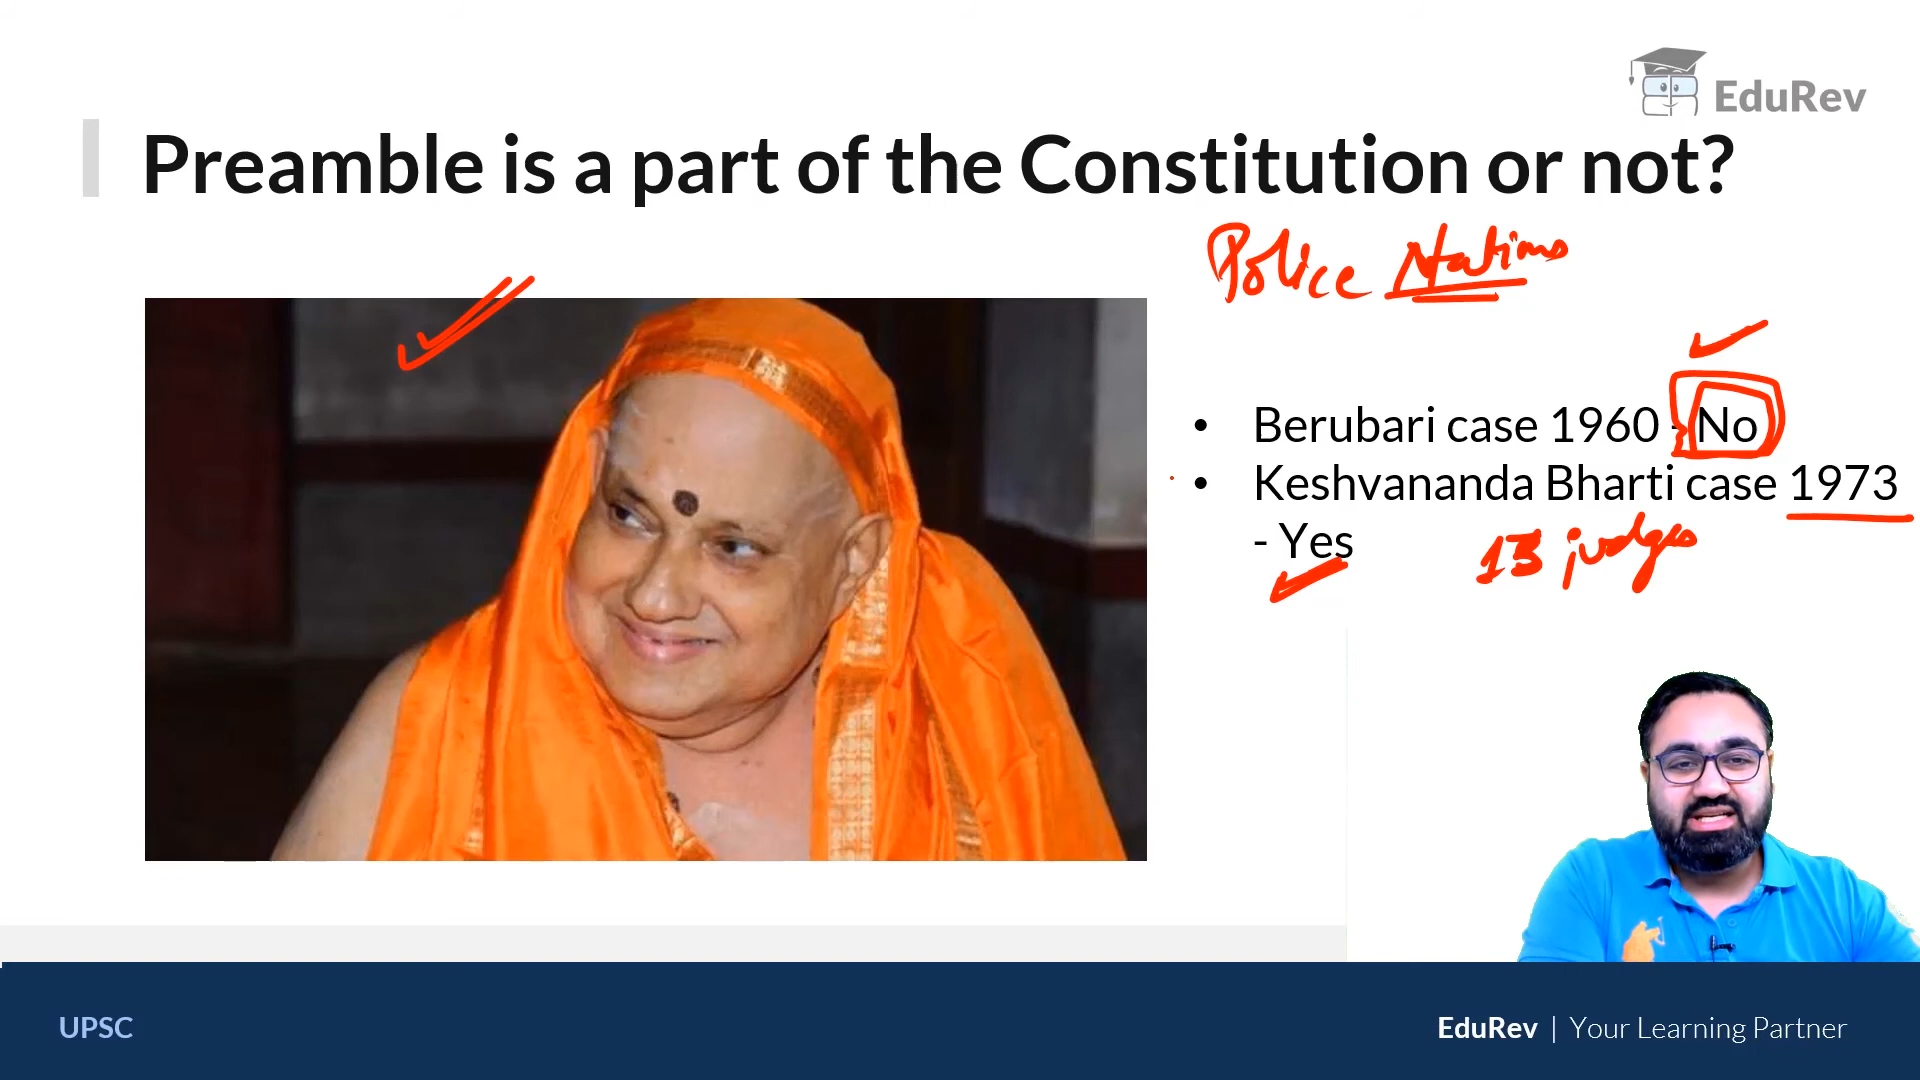 EduRev
Preamble is a part of the Constitution or not?
Police Stations
• Berubari case 1960 - No
• Keshvananda Bharti case 1973
- Yes
13 judges
UPSC
EduRev | Your Learning Partner